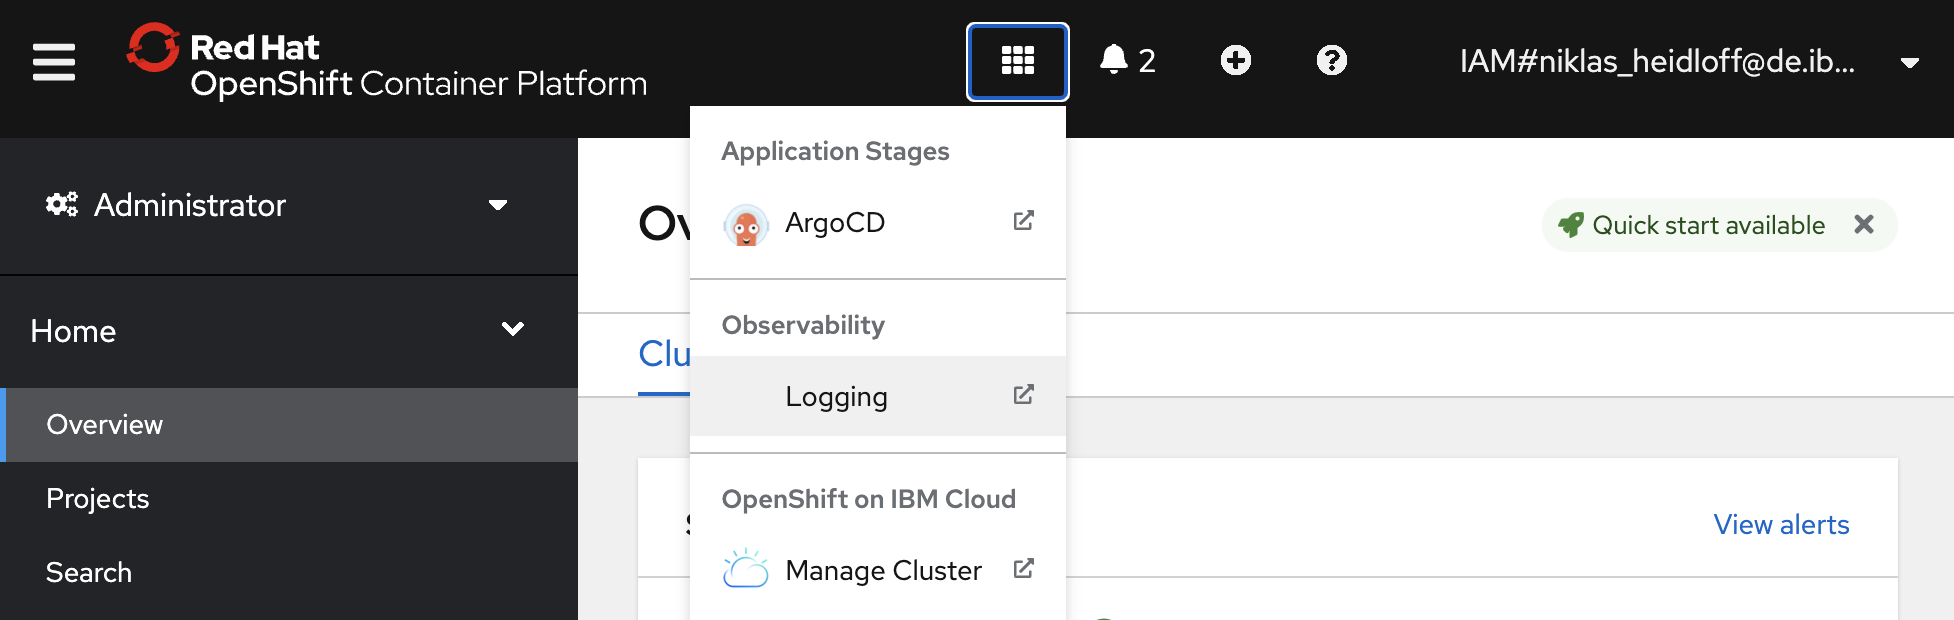 Red Hat
OpenShift Container Platform
2
IAM#niklas_heidloff@de.ib...
Administrator
Home
Overview
Projects
Search
Application Stages
ArgoCD
Observability
Logging
OpenShift on IBM Cloud
Manage Cluster
Ov
Quick start available
Clu
View alerts